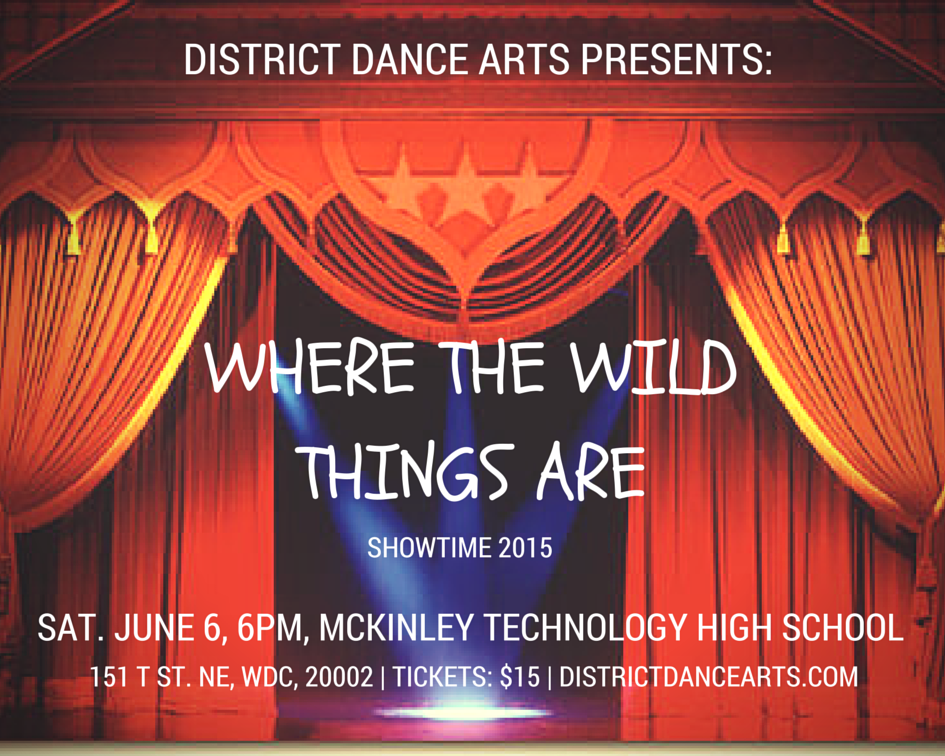 DISTRICT DANCE ARTS PRESENTS:
WHERE THE WILD
THINGS ARE
SHOWTIME 2015
SAT. JUNE 6, 6PM, MCKINLEY TECHNOLOGY HIGH SCHOOL
151 T ST. NE, WDC, 20002 | TICKETS: $15 | DISTRICTDANCEARTS.COM